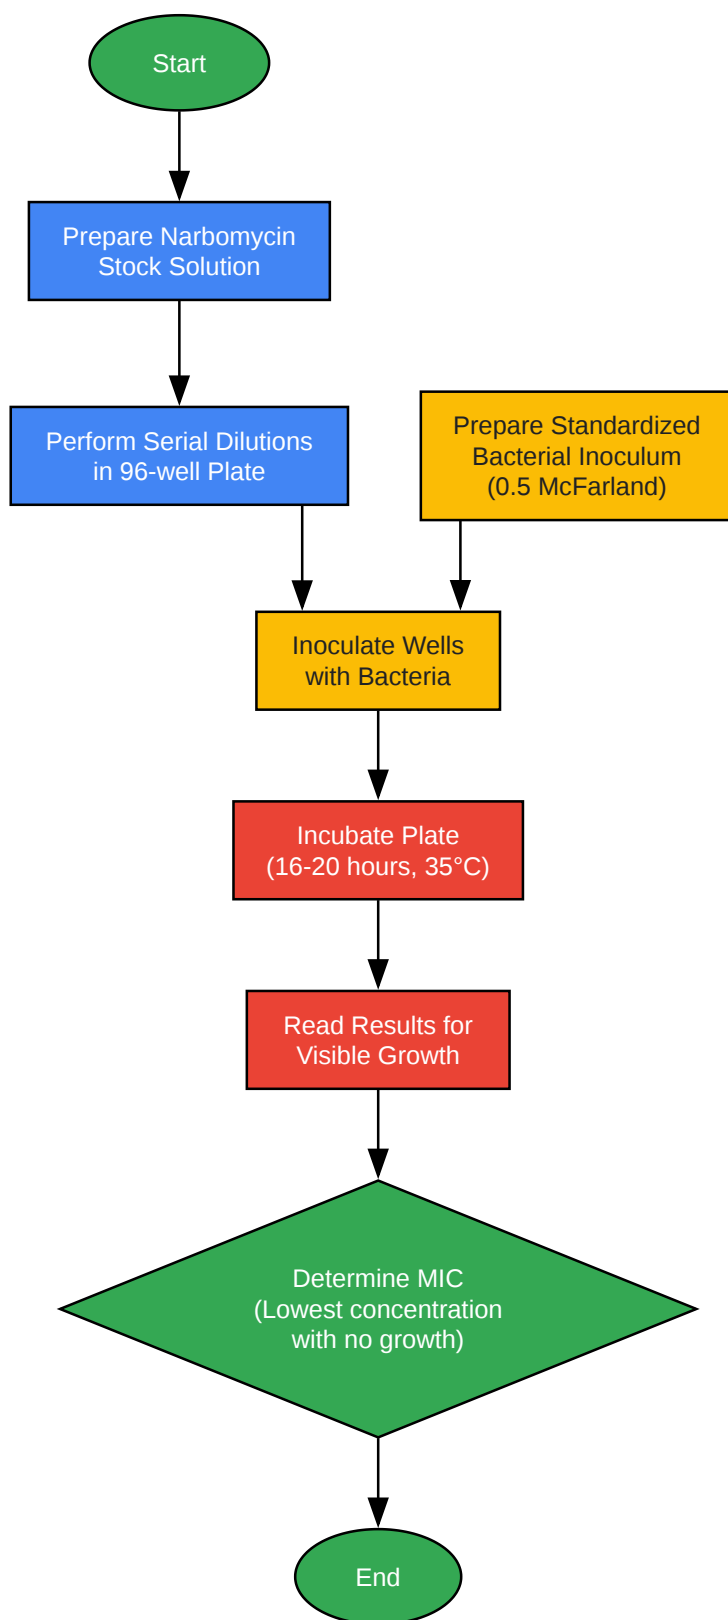 Start
Prepare Narbomycin
Stock Solution
Perform Serial Dilutions
in 96-well Plate
Prepare Standardized
Bacterial Inoculum
(0.5 McFarland)
Inoculate Wells
with Bacteria
Incubate Plate
(16-20 hours, 35°C)
Read Results for
Visible Growth
Determine MIC
(Lowest concentration
with no growth)
End